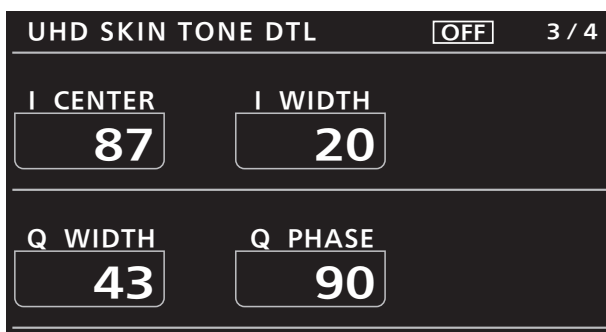 UHD SKIN TONE DTL OFF 3/4
I CENTER I WIDTH
87 20
Q WIDTH Q PHASE
43 90